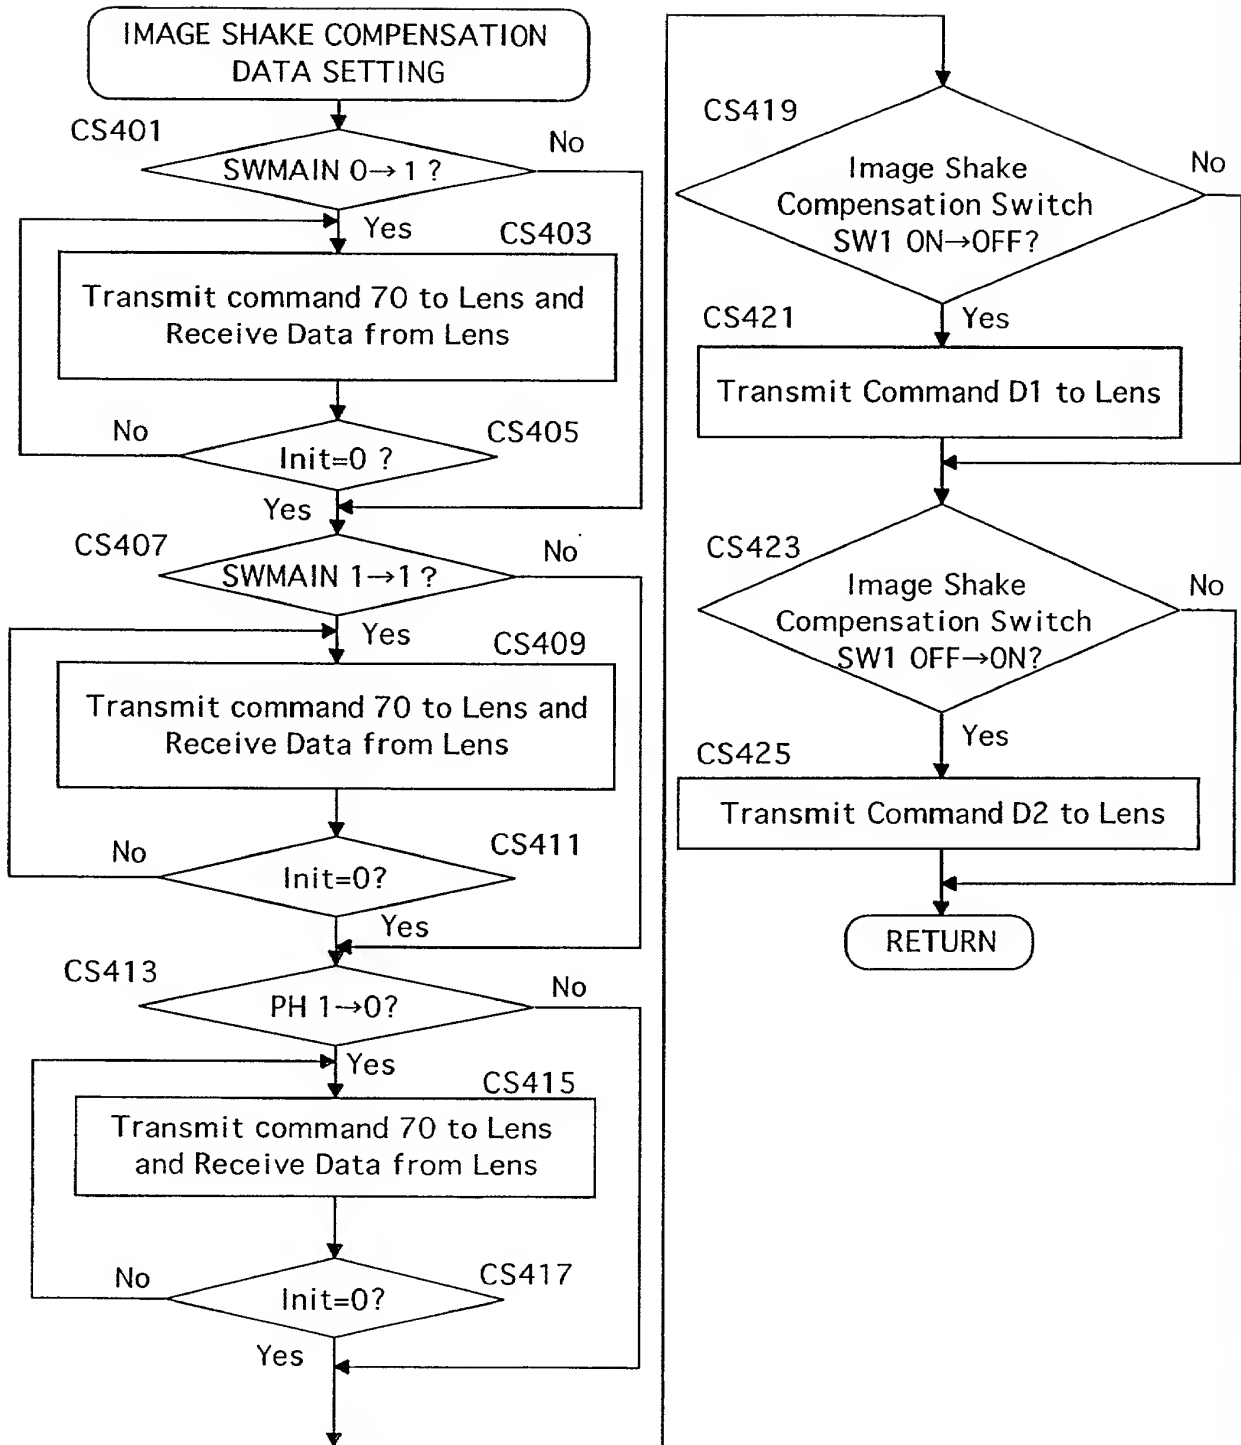 IMAGE SHAKE COMPENSATION
DATA SETTING
CS401
No
SWMAIN 0→1 ?
Yes
CS403
Transmit command 70 to Lens and
Receive Data from Lens
No
CS405
Init=0 ?
Yes
CS407
No
SWMAIN 1→1 ?
Yes
CS409
Transmit command 70 to Lens and
Receive Data from Lens
No
CS411
Init=0?
Yes
CS413
No
PH 1→0?
Yes
CS415
Transmit command 70 to Lens
and Receive Data from Lens
No
CS417
Init=0?
Yes
CS419
No
Image Shake
Compensation Switch
SW1 ON→OFF?
CS421
Yes
Transmit Command D1 to Lens
CS423
No
Image Shake
Compensation Switch
SW1 OFF→ON?
Yes
CS425
Transmit Command D2 to Lens
RETURN